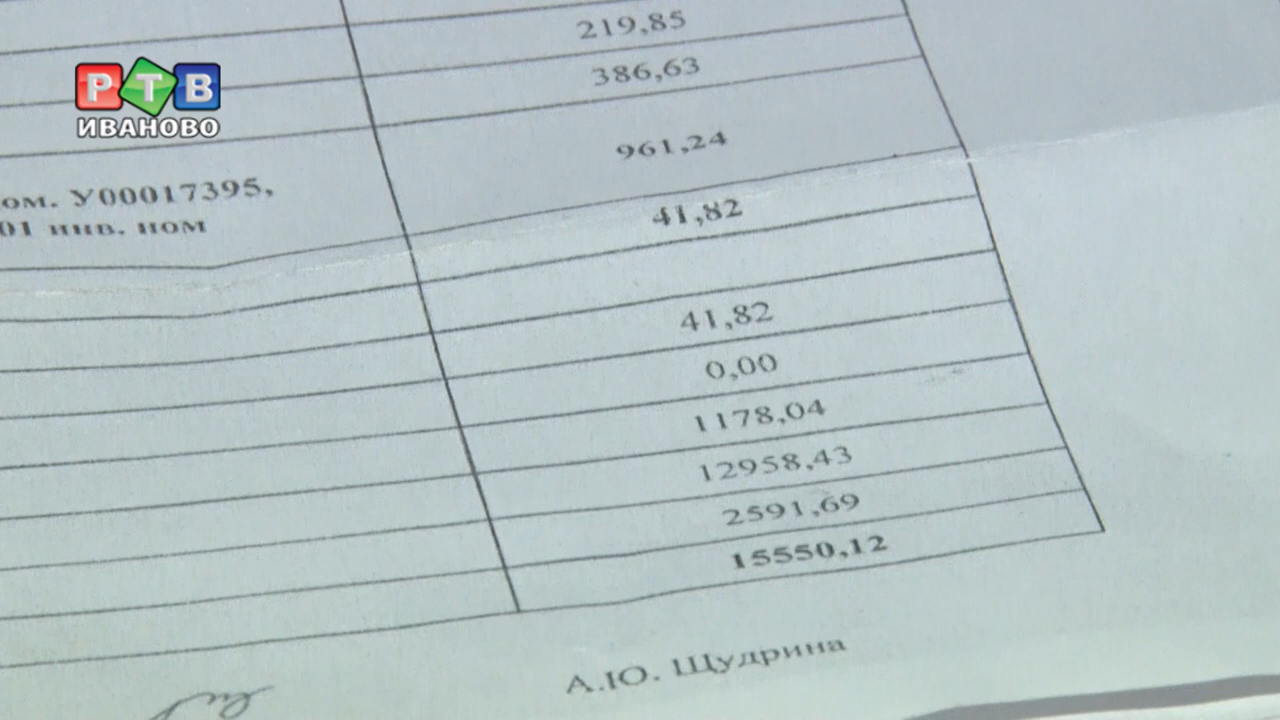 РТВ
ИВАНОВО
219,85
386,63
961,24
ом. У00017395,
01 инв. ном
41,82
41,82
0,00
1178,04
12958,43
2591,69
15550,12
А.Ю. Щудрина